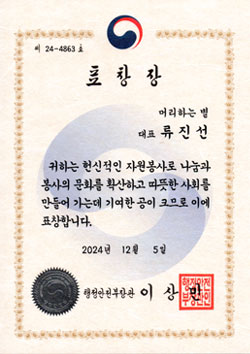 제 24-4863 호
표창장
머리하는 별
대표 류진선
귀하는 헌신적인 자원봉사로 나눔과
봉사의 문화를 확산하고 따뜻한 사회를
만들어 가는데 기여한 공이 크므로 이에
표창합니다.
2024년 12월 5일
행정안전부장관 이상민